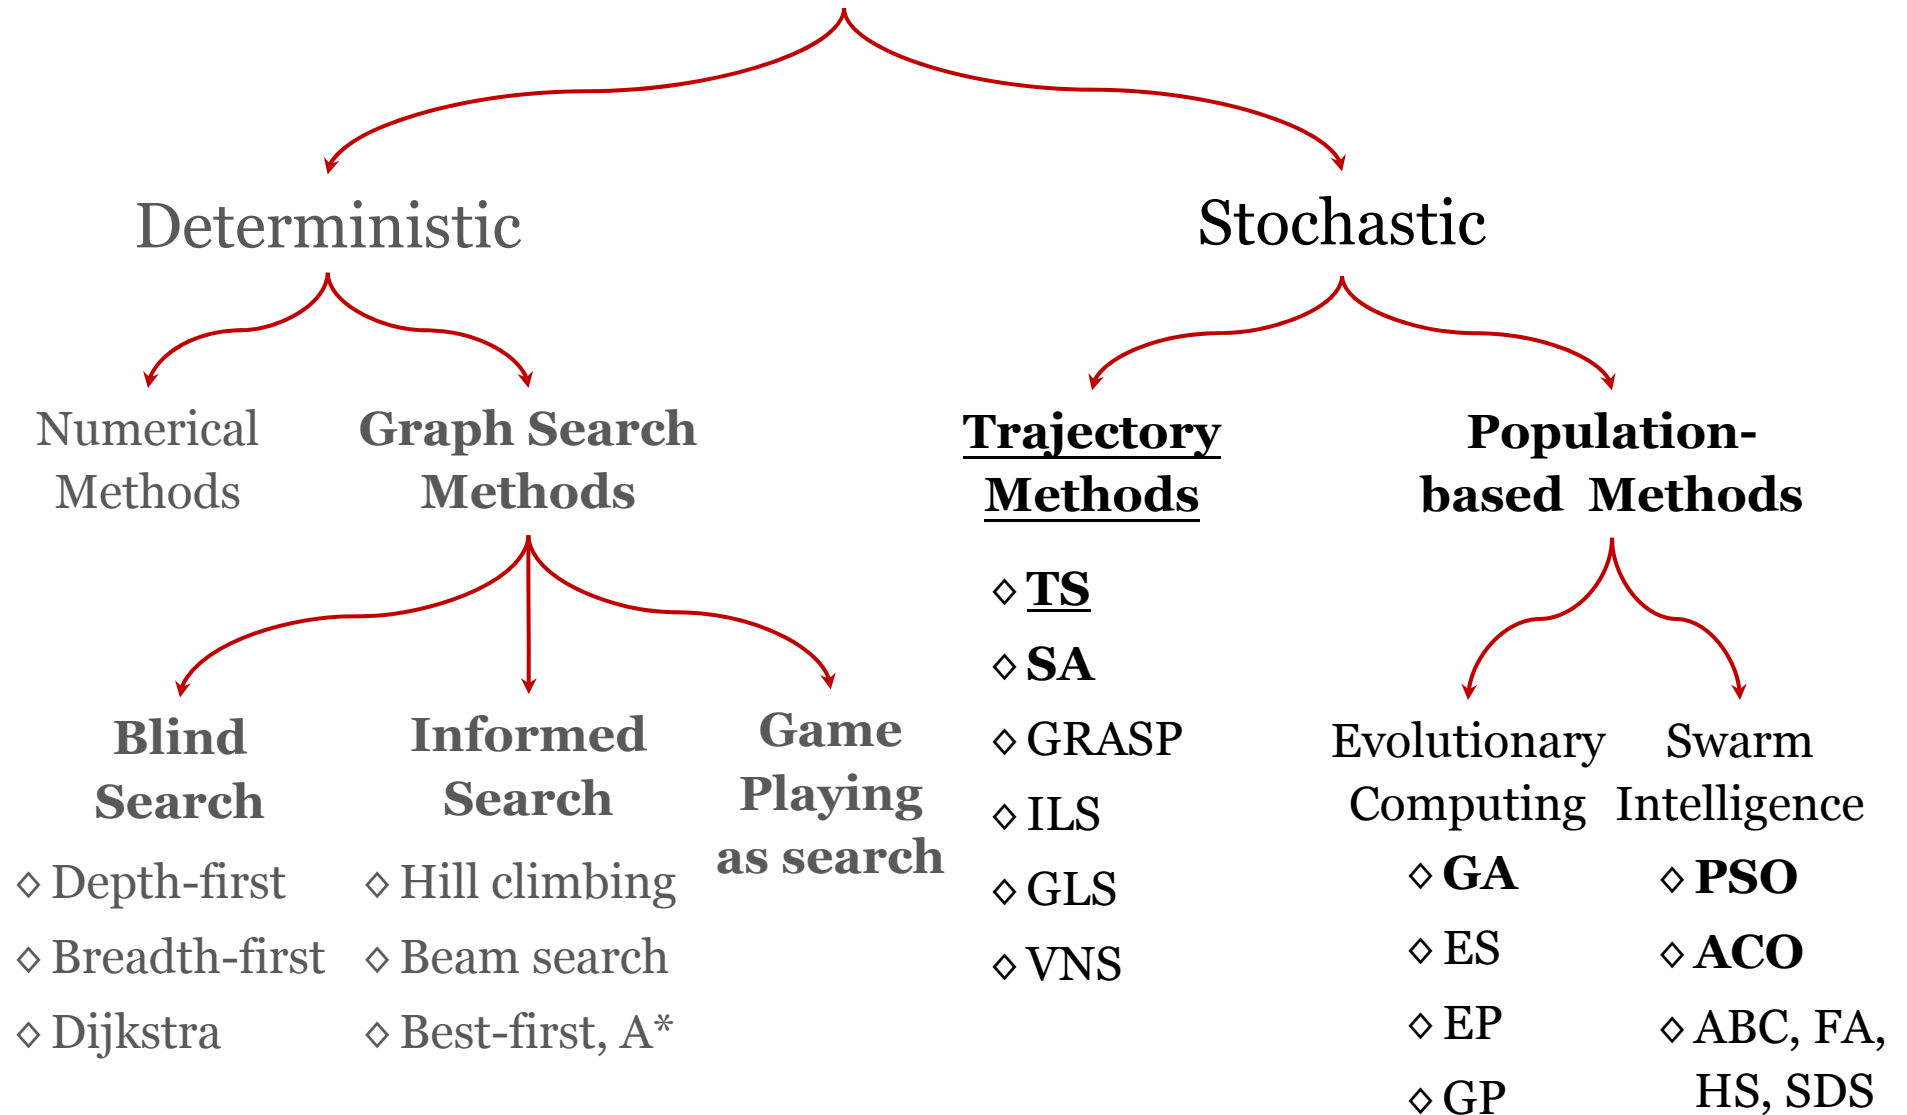 Deterministic
Stochastic
Numerical
Methods
Graph Search
Methods
Trajectory
Methods
Population-
based Methods
Blind
Search
◇ Depth-first
◇ Breadth-first
◇ Dijkstra
Informed
Search
◇ Hill climbing
◇ Beam search
◇ Best-first, A*
Game
Playing
as search
◇ TS
◇ SA
◇ GRASP
◇ ILS
◇ GLS
◇ VNS
Evolutionary
Computing
◇ GA
◇ ES
◇ EP
◇ GP
Swarm
Intelligence
◇ PSO
◇ ACO
◇ ABC, FA,
HS, SDS